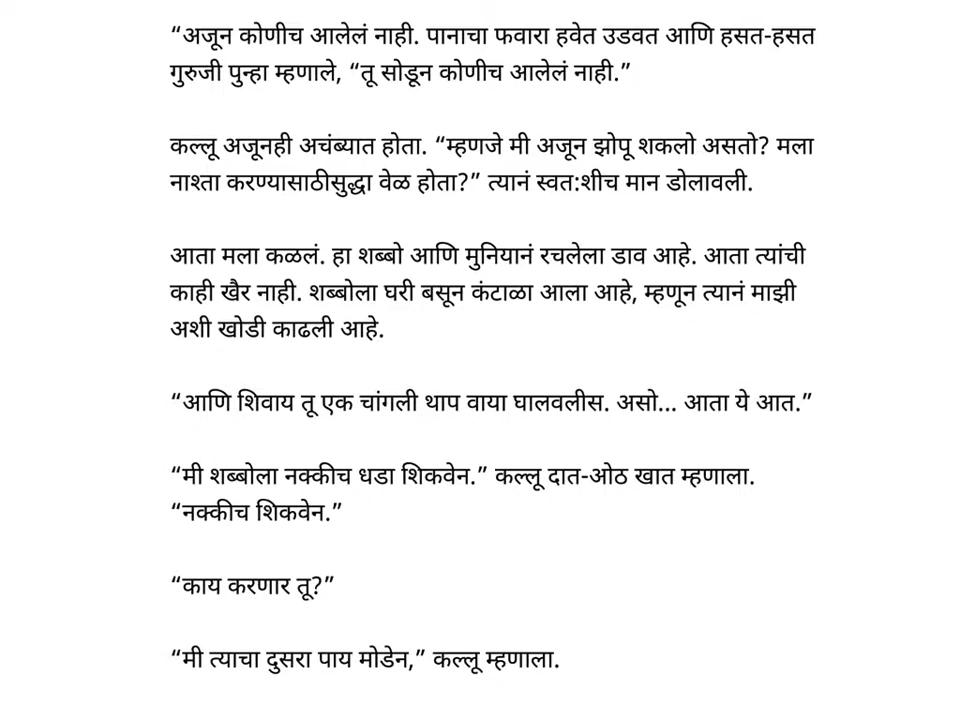 “अजून कोणीच आलेलं नाही. पानाचा फवारा हवेत उडवत आणि हसत-हसत
गुरुजी पुन्हा म्हणाले, “तू सोडून कोणीच आलेलं नाही.”
कल्लू अजूनही अचंब्यात होता. “म्हणजे मी अजून झोपू शकलो असतो? मला
नाश्ता करण्यासाठीसुद्धा वेळ होता?” त्यानं स्वत:शीच मान डोलावली.
आता मला कळलं. हा शब्बो आणि मुनियानं रचलेला डाव आहे. आता त्यांची
काही खैर नाही. शब्बोला घरी बसून कंटाळा आला आहे, म्हणून त्यानं माझी
अशी खोडी काढली आहे.
“आणि शिवाय तू एक चांगली थाप वाया घालवलीस. असो... आता ये आत.”
“मी शब्बोला नक्कीच धडा शिकवेन.” कल्लू दात-ओठ खात म्हणाला.
“नक्कीच शिकवेन.”
“काय करणार तू?”
“मी त्याचा दुसरा पाय मोडेन,” कल्लू म्हणाला.